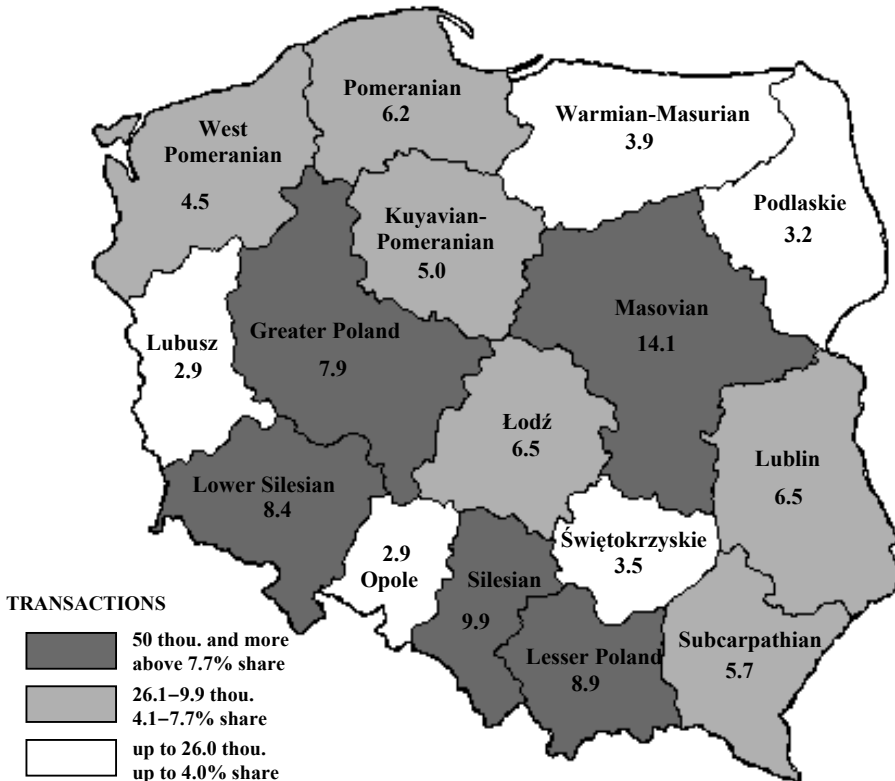 Pomeranian
6.2
Warmian-Masurian
3.9
West
Pomeranian
4.5
Podlaskie
3.2
Kuyavian-
Pomeranian
5.0
Masovian
14.1
Greater Poland
7.9
Lubusz
2.9
Łodź
6.5
Lublin
6.5
Lower Silesian
8.4
Świętokrzyskie
3.5
2.9
Opole
Silesian
9.9
Subcarpathian
5.7
Lesser Poland
8.9
TRANSACTIONS
50 thou. and more
above 7.7% share
26.1–9.9 thou.
4.1–7.7% share
up to 26.0 thou.
up to 4.0% share